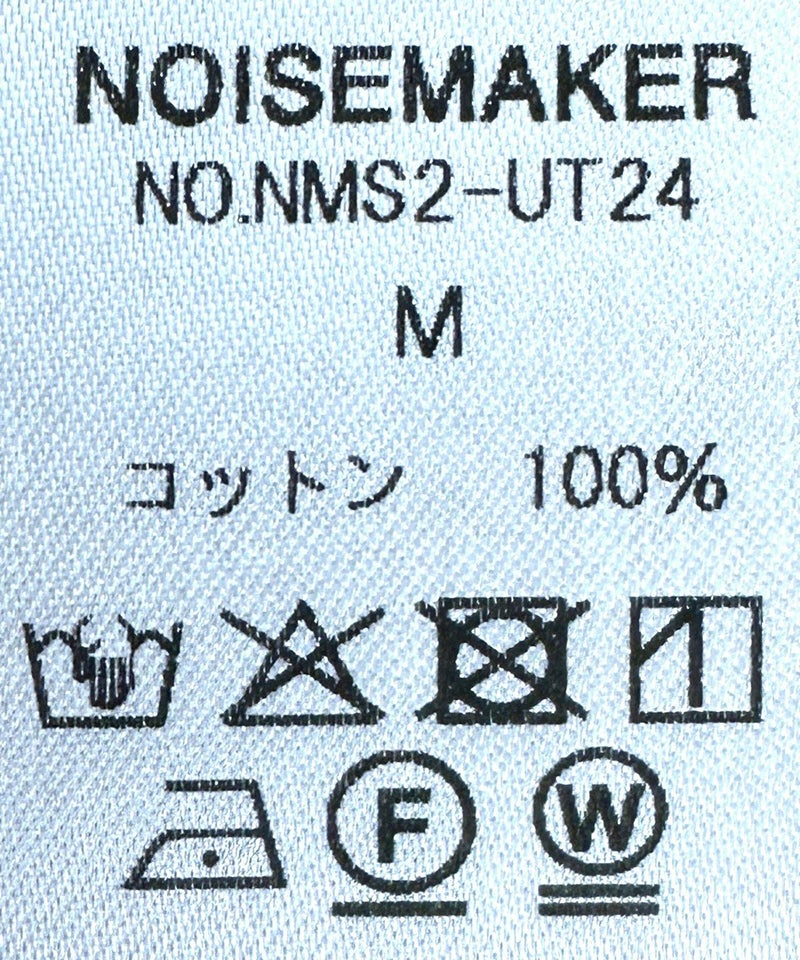 NOISEMAKER
NO.NMS2-UT24
M
コットン 100%
F W